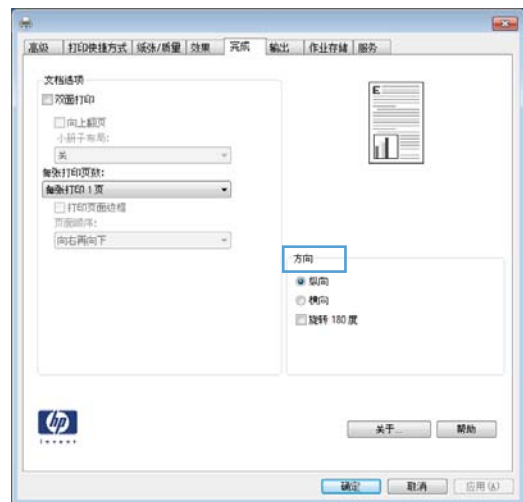 高级 打印快捷方式 纸张/质量 效果 完成 输出 作业存储 服务
文档选项
双面打印
向上翻页
小册子布局:
关
每张打印页数:
每张打印 1 页
打印页面边框
页面顺序:
向右再向下
E
方向
纵向
横向
旋转 180 度
hp
invent
关于... 帮助
确定 取消 应用(A)